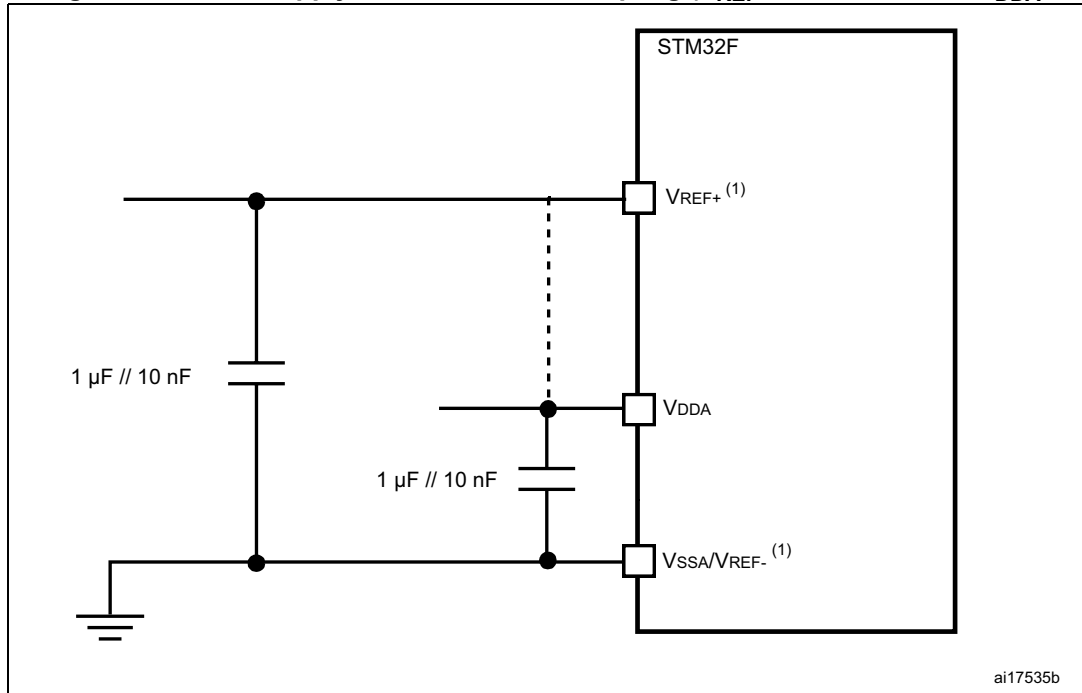 STM32F
VREF+ (1)
1 µF // 10 nF
VDDA
1 µF // 10 nF
VSSA/VREF- (1)
ai17535b